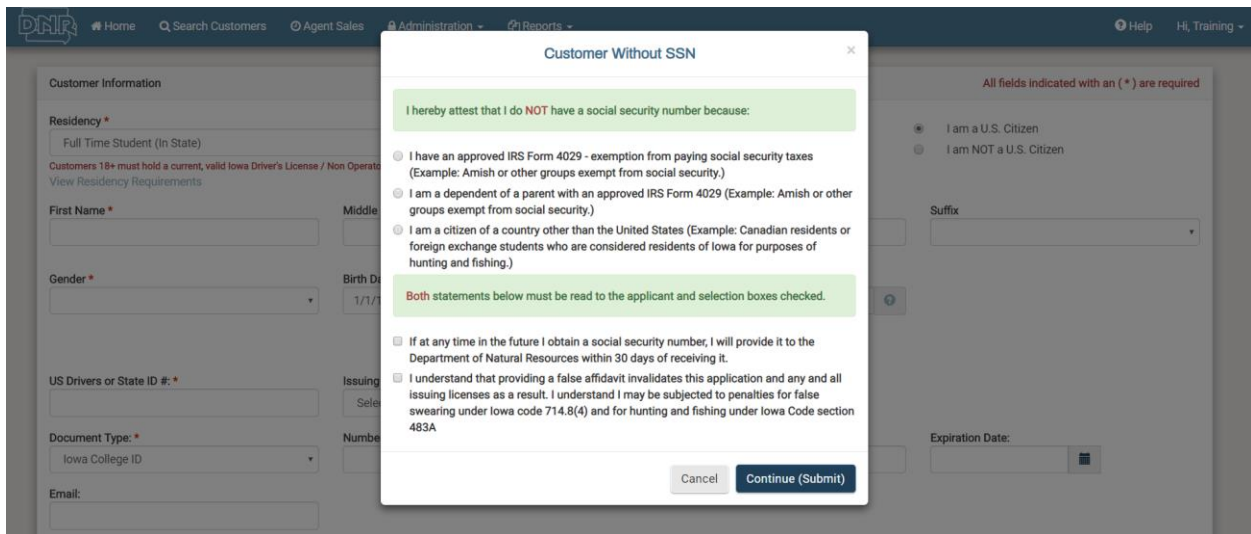 DNR Home Search Customers Agent Sales Administration Reports Help Hi, Training
Customer Without SSN ×
Customer Information All fields indicated with an ( * ) are required
I hereby attest that I do NOT have a social security number because:
Residency *
Full Time Student (In State)
I am a U.S. Citizen
I am NOT a U.S. Citizen
Customers 18+ must hold a current, valid Iowa Driver's License / Non
View Residency Requirements
I have an approved IRS Form 4029 - exemption from paying social security taxes
(Example: Amish or other groups exempt from social security.)
I am a dependent of a parent with an approved IRS Form 4029 (Example: Amish or other
groups exempt from social security.)
I am a citizen of a country other than the United States (Example: Canadian residents or
foreign exchange students who are considered residents of Iowa for purposes of
hunting and fishing.)
First Name * Middle Suffix
Gender * Birth
1/1/1
Both statements below must be read to the applicant and selection boxes checked.
If at any time in the future I obtain a social security number, I will provide it to the
Department of Natural Resources within 30 days of receiving it.
I understand that providing a false affidavit invalidates this application and any and all
issuing licenses as a result. I understand I may be subjected to penalties for false
swearing under Iowa code 714.8(4) and for hunting and fishing under Iowa Code section
483A
US Drivers or State ID #: * Issuing
Document Type: * Expiration Date:
Iowa College ID
Email:
Cancel Continue (Submit)